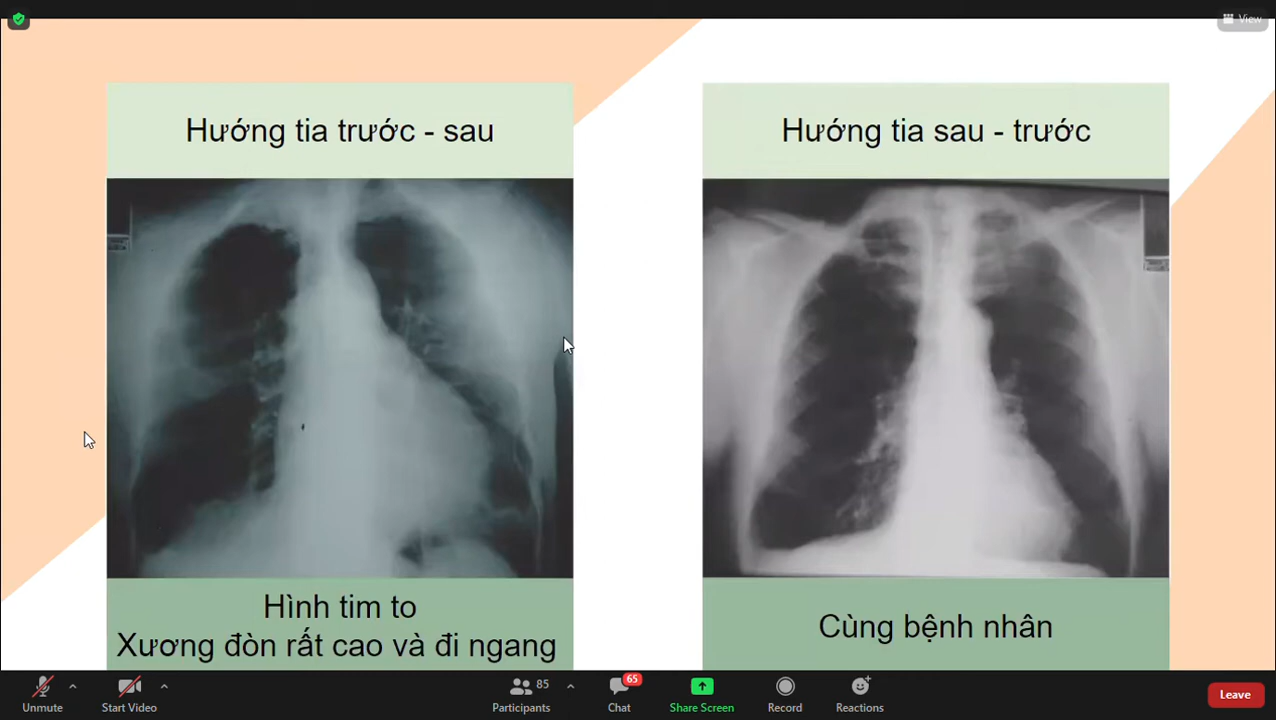 View
Hướng tia trước - sau
Hướng tia sau - trước
Hình tim to
Xương đòn rất cao và đi ngang
Cùng bệnh nhân
Unmute
Start Video
85
Participants
65
Chat
Share Screen
Record
Reactions
Leave